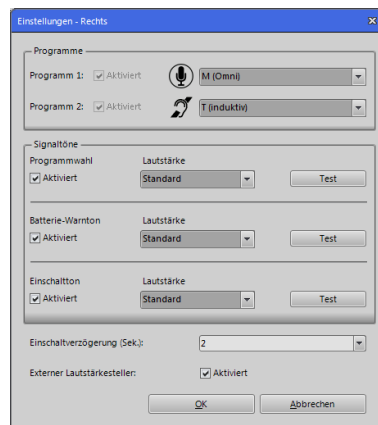 Einstellungen - Rechts
Programme
Programm 1: Aktiviert M (Omni)
Programm 2: Aktiviert T (induktiv)
Signaltöne
Programmwahl Lautstärke
Aktiviert Standard Test
Batterie-Warnton Lautstärke
Aktiviert Standard Test
Einschaltton Lautstärke
Aktiviert Standard Test
Einschaltverzögerung (Sek.): 2
Externer Lautstärkesteller: Aktiviert
OK Abbrechen